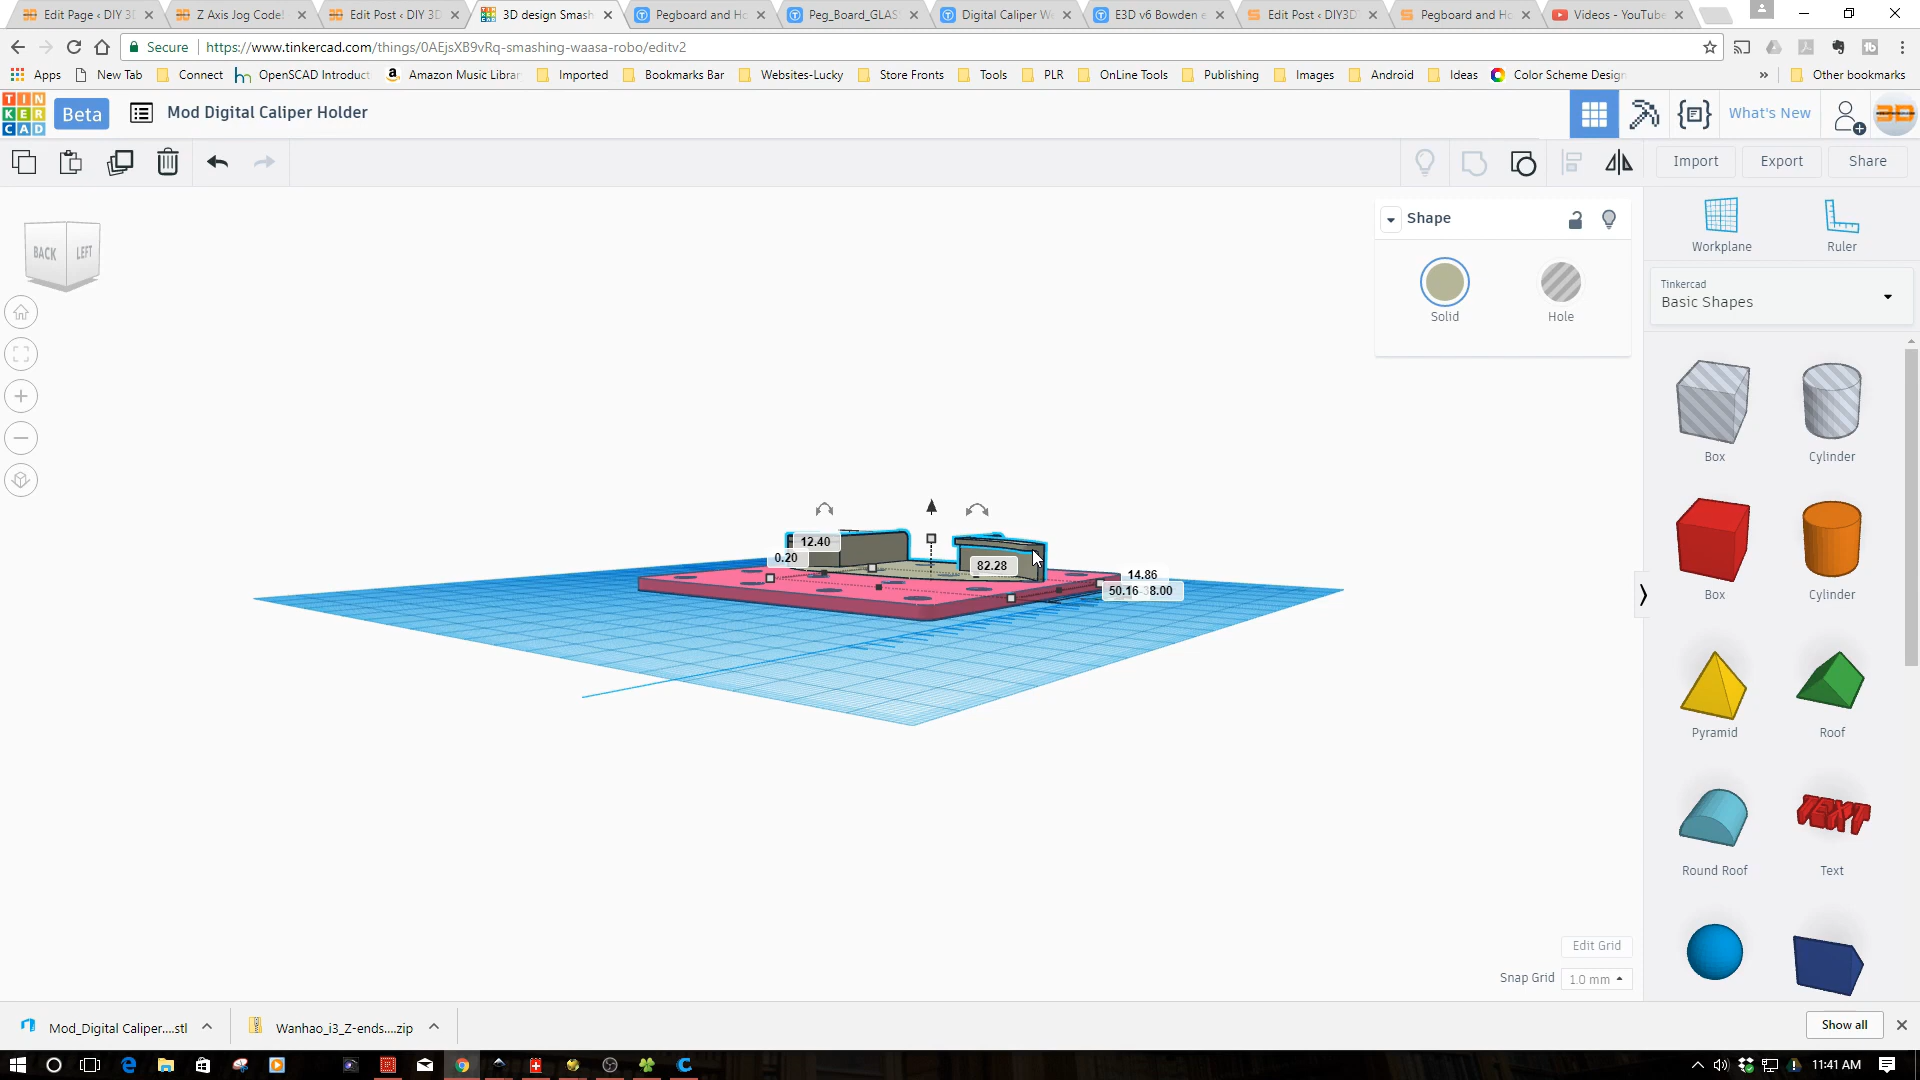 Edit Page ‹ DIY 3D
Z Axis Jog Code!
Edit Post ‹ DIY 3D
3D design Smash
Pegboard and Ho
Peg_Board_GLAS
Digital Caliper W
E3D v6 Bowden e
Edit Post ‹ DIY3D
Pegboard and Ho
Videos - YouTube
Secure
https://www.tinkercad.com/things/0AEjsXB9vRq-smashing-waasa-robo/editv2
Apps
New Tab
Connect
OpenSCAD Introduct
Amazon Music Librar
Imported
Bookmarks Bar
Websites-Lucky
Store Fronts
Tools
PLR
OnLine Tools
Publishing
Images
Android
Ideas
Color Scheme Design
»
Other bookmarks
TIN
KER
CAD
Beta
Mod Digital Caliper Holder
What's New
3D
Import
Export
Share
BACK
LEFT
Shape
Solid
Hole
Workplane
Ruler
Tinkercad
Basic Shapes
Box
Cylinder
Box
Cylinder
Pyramid
Roof
TEXT
Round Roof
Text
12.40
0.20
82.28
14.86
50.16
8.00
Edit Grid
Snap Grid
1.0 mm
Mod_Digital Caliper....stl
Wanhao_i3_Z-ends....zip
Show all
11:41 AM